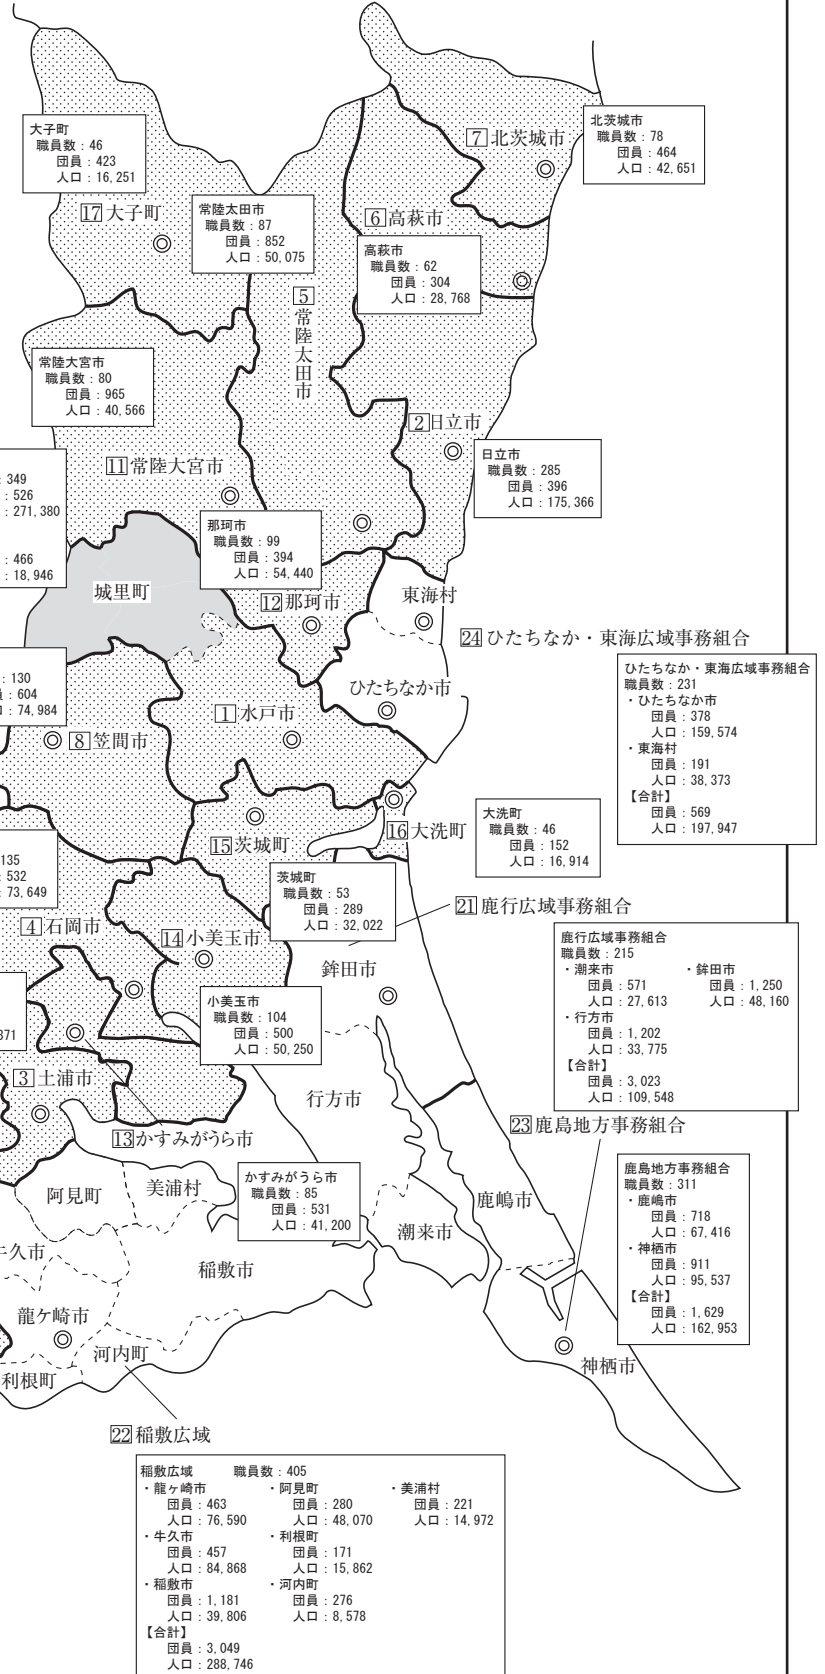 大子町
職員数：46
団員：423
人口：16,251
17 大子町
北茨城市
職員数：78
団員：464
人口：42,651
7 北茨城市
常陸太田市
職員数：87
団員：852
人口：50,075
6 高萩市
高萩市
職員数：62
団員：304
人口：28,768
5 常陸太田市
常陸大宮市
職員数：80
団員：965
人口：40,566
11 常陸大宮市
2 日立市
日立市
職員数：285
団員：396
人口：175,366
：349
：526
：271,380
：466
：18,946
那珂市
職員数：99
団員：394
人口：54,440
城里町
12 那珂市
東海村
24 ひたちなか・東海広域事務組合
ひたちなか・東海広域事務組合
職員数：231
・ひたちなか市
団員：378
人口：159,574
・東海村
団員：191
人口：38,373
【合計】
団員：569
人口：197,947
：130
：604
：74,984
ひたちなか市
1 水戸市
8 笠間市
大洗町
職員数：46
団員：152
人口：16,914
16 大洗町
15 茨城町
135
：532
：73,649
茨城町
職員数：53
団員：289
人口：32,022
21 鹿行広域事務組合
鹿行広域事務組合
職員数：215
・潮来市
団員：571
人口：27,613
・鉾田市
団員：1,250
人口：48,160
・行方市
団員：1,202
人口：33,775
【合計】
団員：3,023
人口：109,548
4 石岡市
14 小美玉市
鉾田市
371
小美玉市
職員数：104
団員：500
人口：50,250
3 土浦市
行方市
13 かすみがうら市
23 鹿島地方事務組合
鹿島地方事務組合
職員数：311
・鹿嶋市
団員：718
人口：67,416
・神栖市
団員：911
人口：95,537
【合計】
団員：1,629
人口：162,953
かすみがうら市
職員数：85
団員：531
人口：41,200
阿見町
美浦村
鹿嶋市
潮来市
牛久市
稲敷市
龍ケ崎市
河内町
利根町
神栖市
22 稲敷広域
稲敷広域 職員数：405
・龍ヶ崎市
団員：463
人口：76,590
・阿見町
団員：280
人口：48,070
・美浦村
団員：221
人口：14,972
・牛久市
団員：457
人口：84,868
・利根町
団員：171
人口：15,862
・稲敷市
団員：1,181
人口：39,806
・河内町
団員：276
人口：8,578
【合計】
団員：3,049
人口：288,746